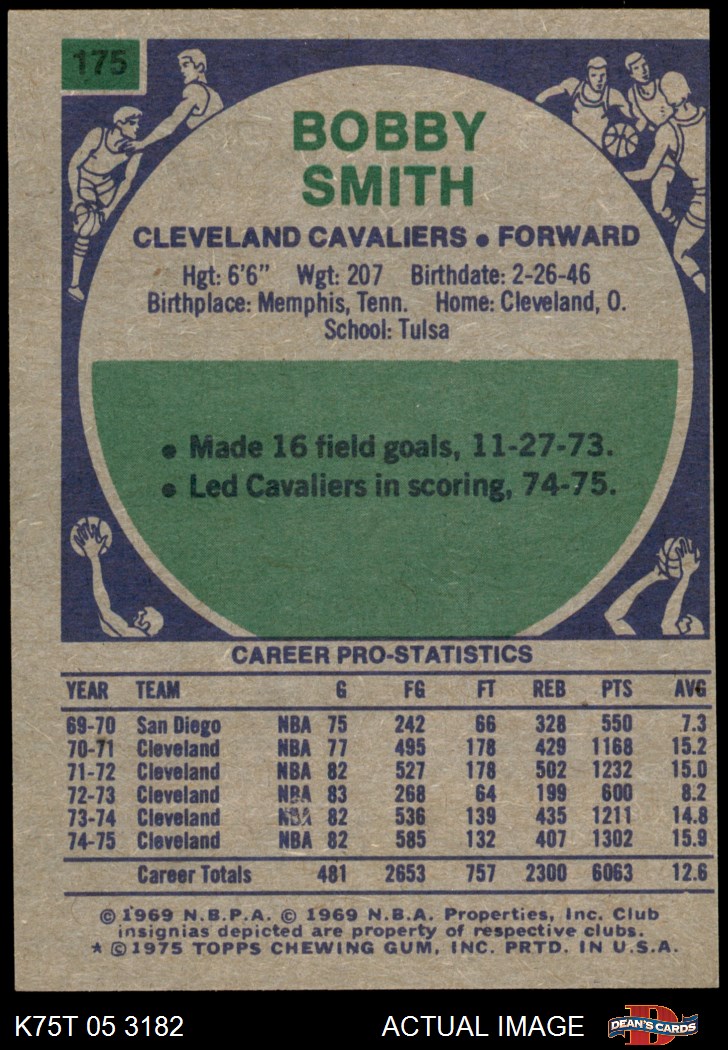 175
BOBBY
SMITH
CLEVELAND CAVALIERS • FORWARD
Hgt: 6'6" Wgt: 207 Birthdate: 2-26-46
Birthplace: Memphis, Tenn. Home: Cleveland, O.
School: Tulsa
• Made 16 field goals, 11-27-73.
• Led Cavaliers in scoring, 74-75.
CAREER PRO-STATISTICS
YEAR TEAM G FG FT REB PTS AVG
69-70 San Diego NBA 75 242 66 328 550 7.3
70-71 Cleveland NBA 77 495 178 429 1168 15.2
71-72 Cleveland NBA 82 527 178 502 1232 15.0
72-73 Cleveland NBA 83 268 64 199 600 8.2
73-74 Cleveland NBA 82 536 139 435 1211 14.8
74-75 Cleveland NBA 82 585 132 407 1302 15.9
Career Totals 481 2653 757 2300 6063 12.6
© 1969 N.B.P.A. © 1969 N.B.A. Properties, Inc. Club
insignias depicted are property of respective clubs.
* © 1975 TOPPS CHEWING GUM, INC. PRTD. IN U.S.A.
K75T 05 3182 ACTUAL IMAGE DEAN'S CARDS